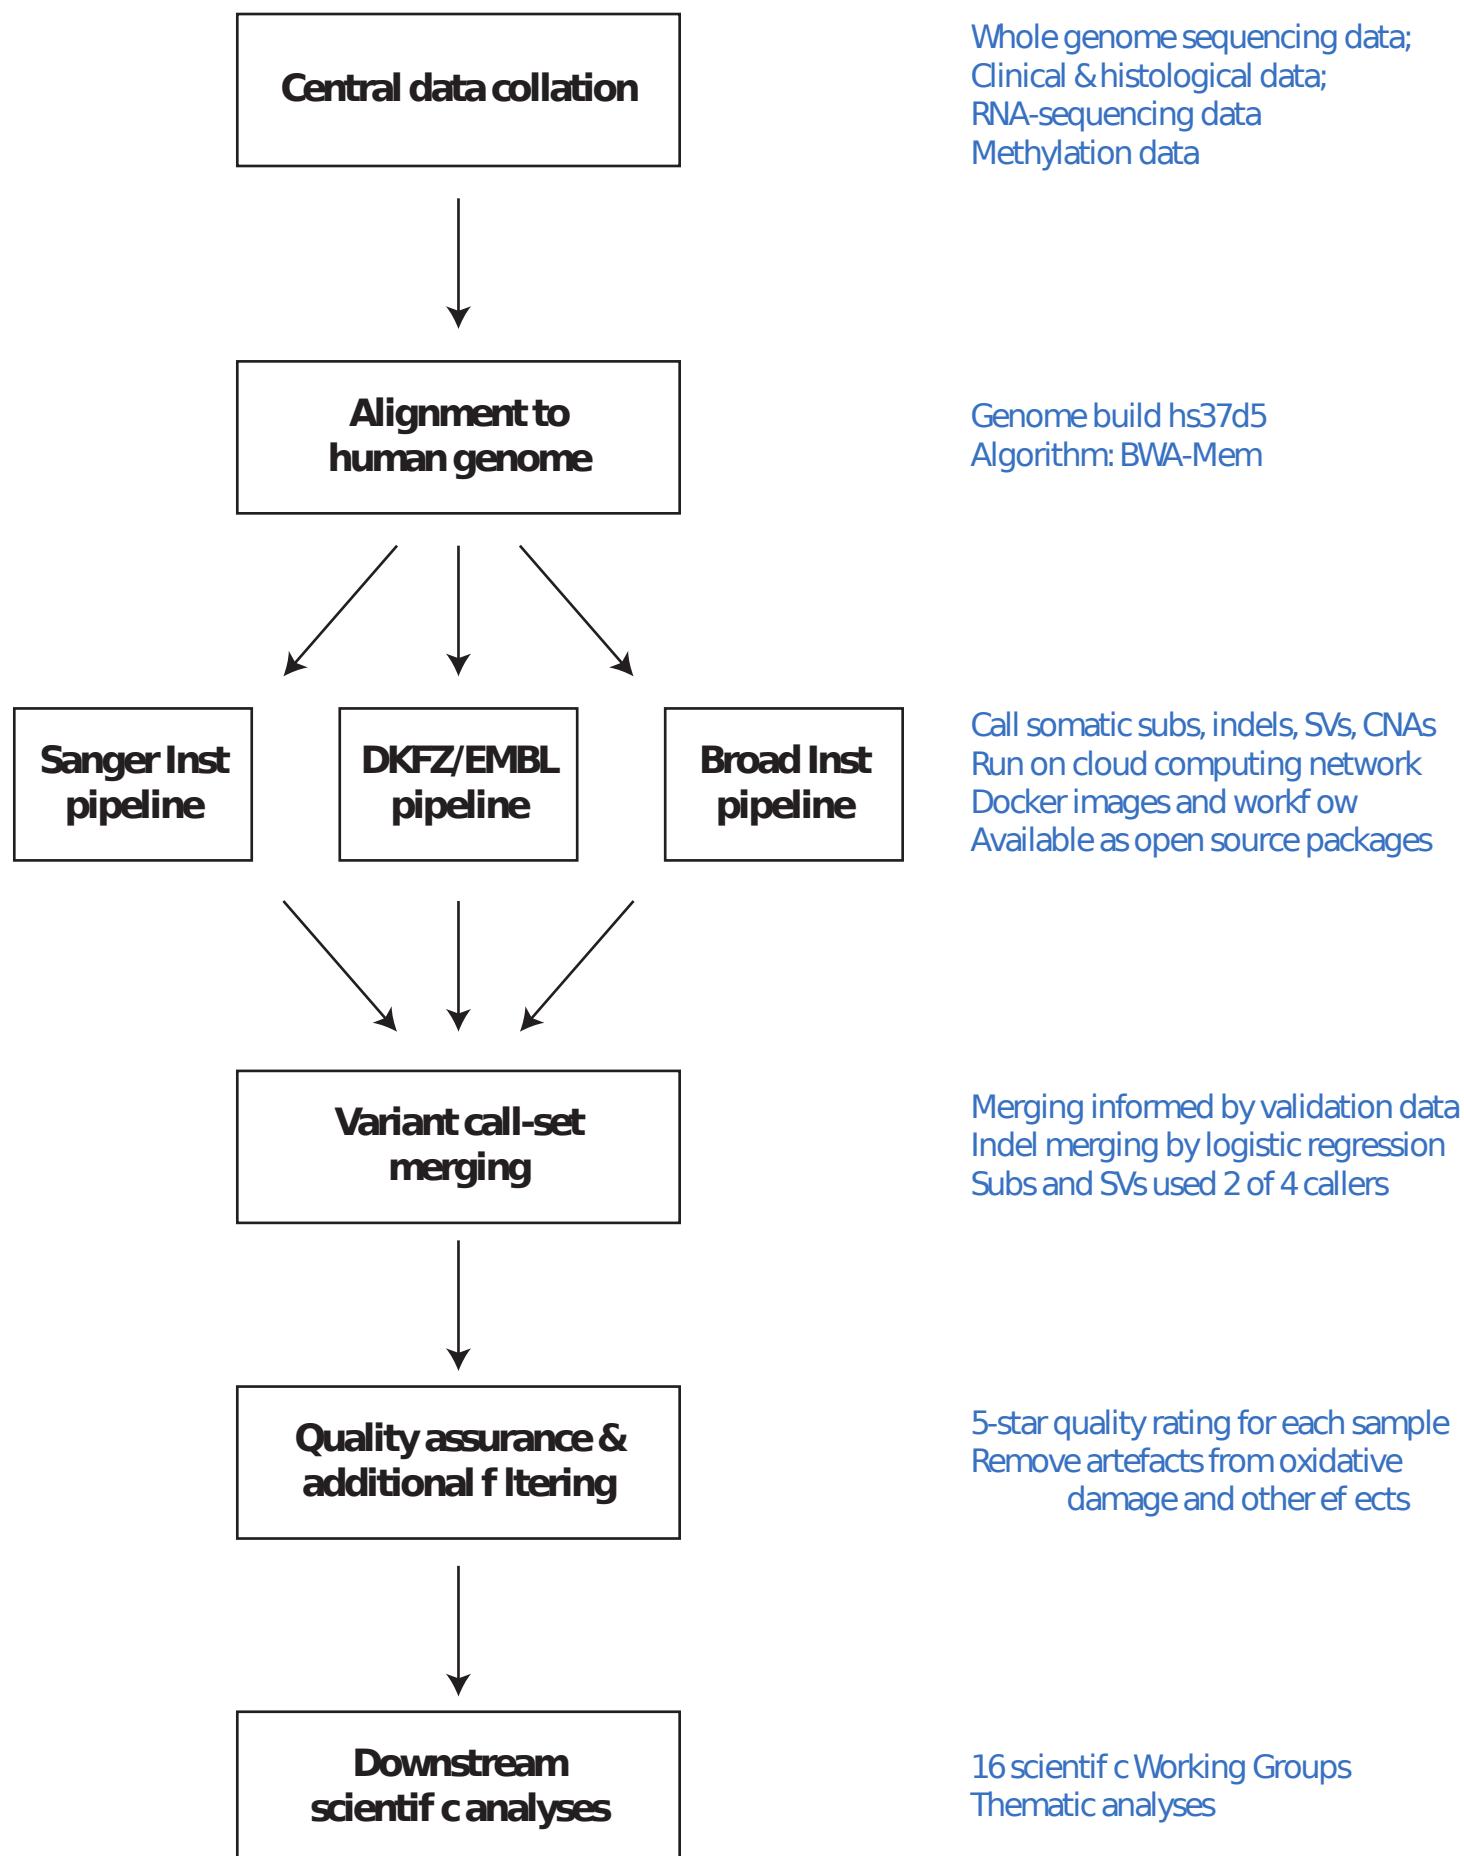 Central data collation
Whole genome sequencing data;
Clinical & histological data;
RNA-sequencing data
Methylation data
Alignment to
human genome
Genome build hs37d5
Algorithm: BWA-Mem
Sanger Inst
pipeline
DKFZ/EMBL
pipeline
Broad Inst
pipeline
Call somatic subs, indels, SVs, CNAs
Run on cloud computing network
Docker images and workf ow
Available as open source packages
Variant call-set
merging
Merging informed by validation data
Indel merging by logistic regression
Subs and SVs used 2 of 4 callers
Quality assurance &
additional f ltering
5-star quality rating for each sample
Remove artefacts from oxidative
damage and other ef ects
Downstream
scientif c analyses
16 scientif c Working Groups
Thematic analyses